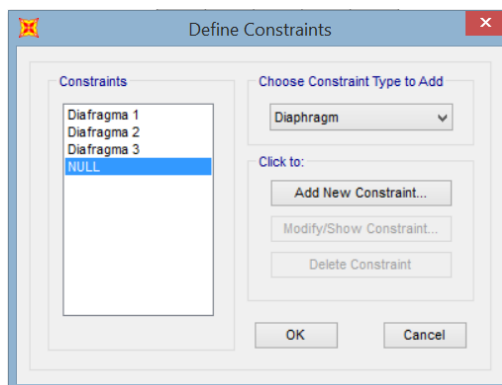 Define Constraints
Constraints
Diafragma 1
Diafragma 2
Diafragma 3
NULL
Choose Constraint Type to Add
Diaphragm
Click to:
Add New Constraint...
Modify/Show Constraint...
Delete Constraint
OK
Cancel